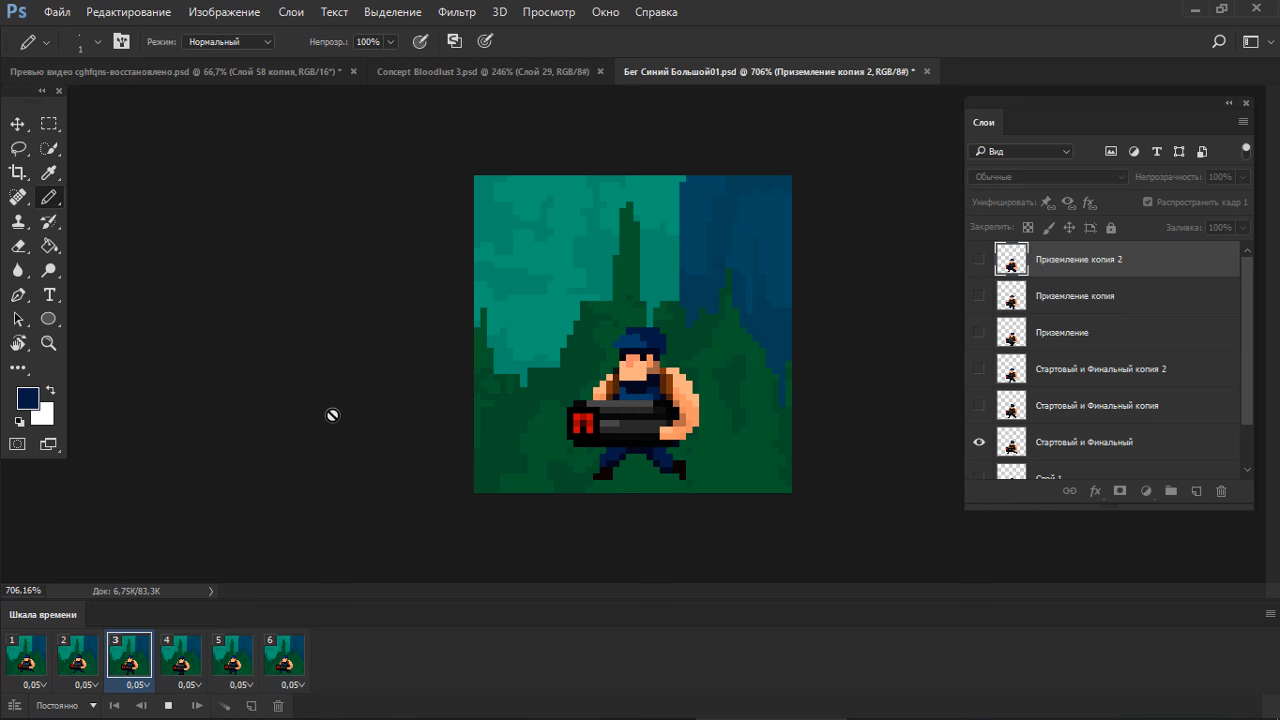 Ps Файл Редактирование Изображение Слои Текст Выделение Фильтр 3D Просмотр Окно Справка
1 Режим: Нормальный Непрозр.: 100%
Превью видео cghfqns-восстановлено.psd @ 66,7% (Слой 58 копия, RGB/16*) * Concept Bloodlust 3.psd @ 246% (Слой 29, RGB/8#) Бег Синий Большой01.psd @ 706% (Приземление копия 2, RGB/8#) *
Слои
Вид
Обычные Непрозрачность: 100%
Унифицировать: Распространить кадр 1
Закрепить: Заливка: 100%
Приземление копия 2
Приземление копия
Приземление
Стартовый и Финальный копия 2
Стартовый и Финальный копия
Стартовый и Финальный
Слой 1
fx
706,16% Док: 6,75K/83,3K
Шкала времени
1 2 3 4 5 6
0,05 0,05 0,05 0,05 0,05 0,05
Постоянно